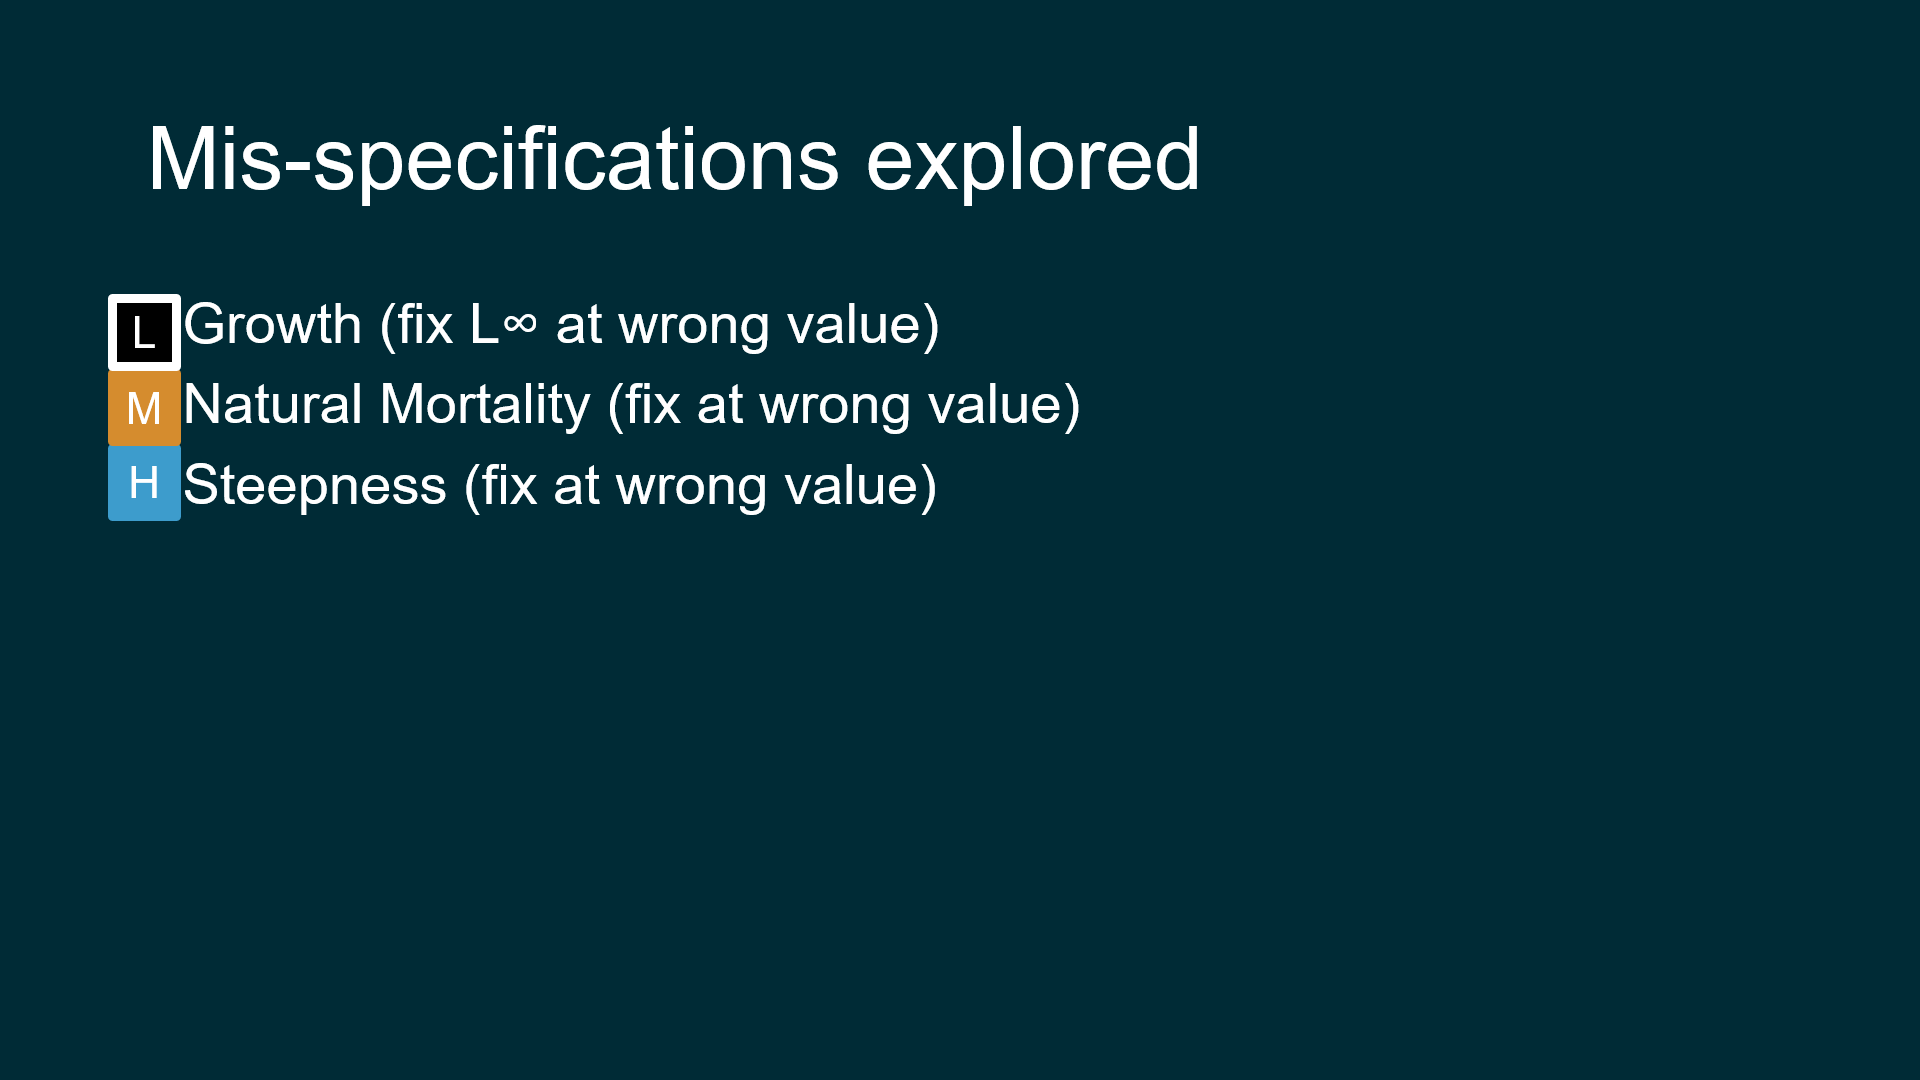 Mis-specifications explored
L Growth (fix L∞ at wrong value)
M Natural Mortality (fix at wrong value)
H Steepness (fix at wrong value)